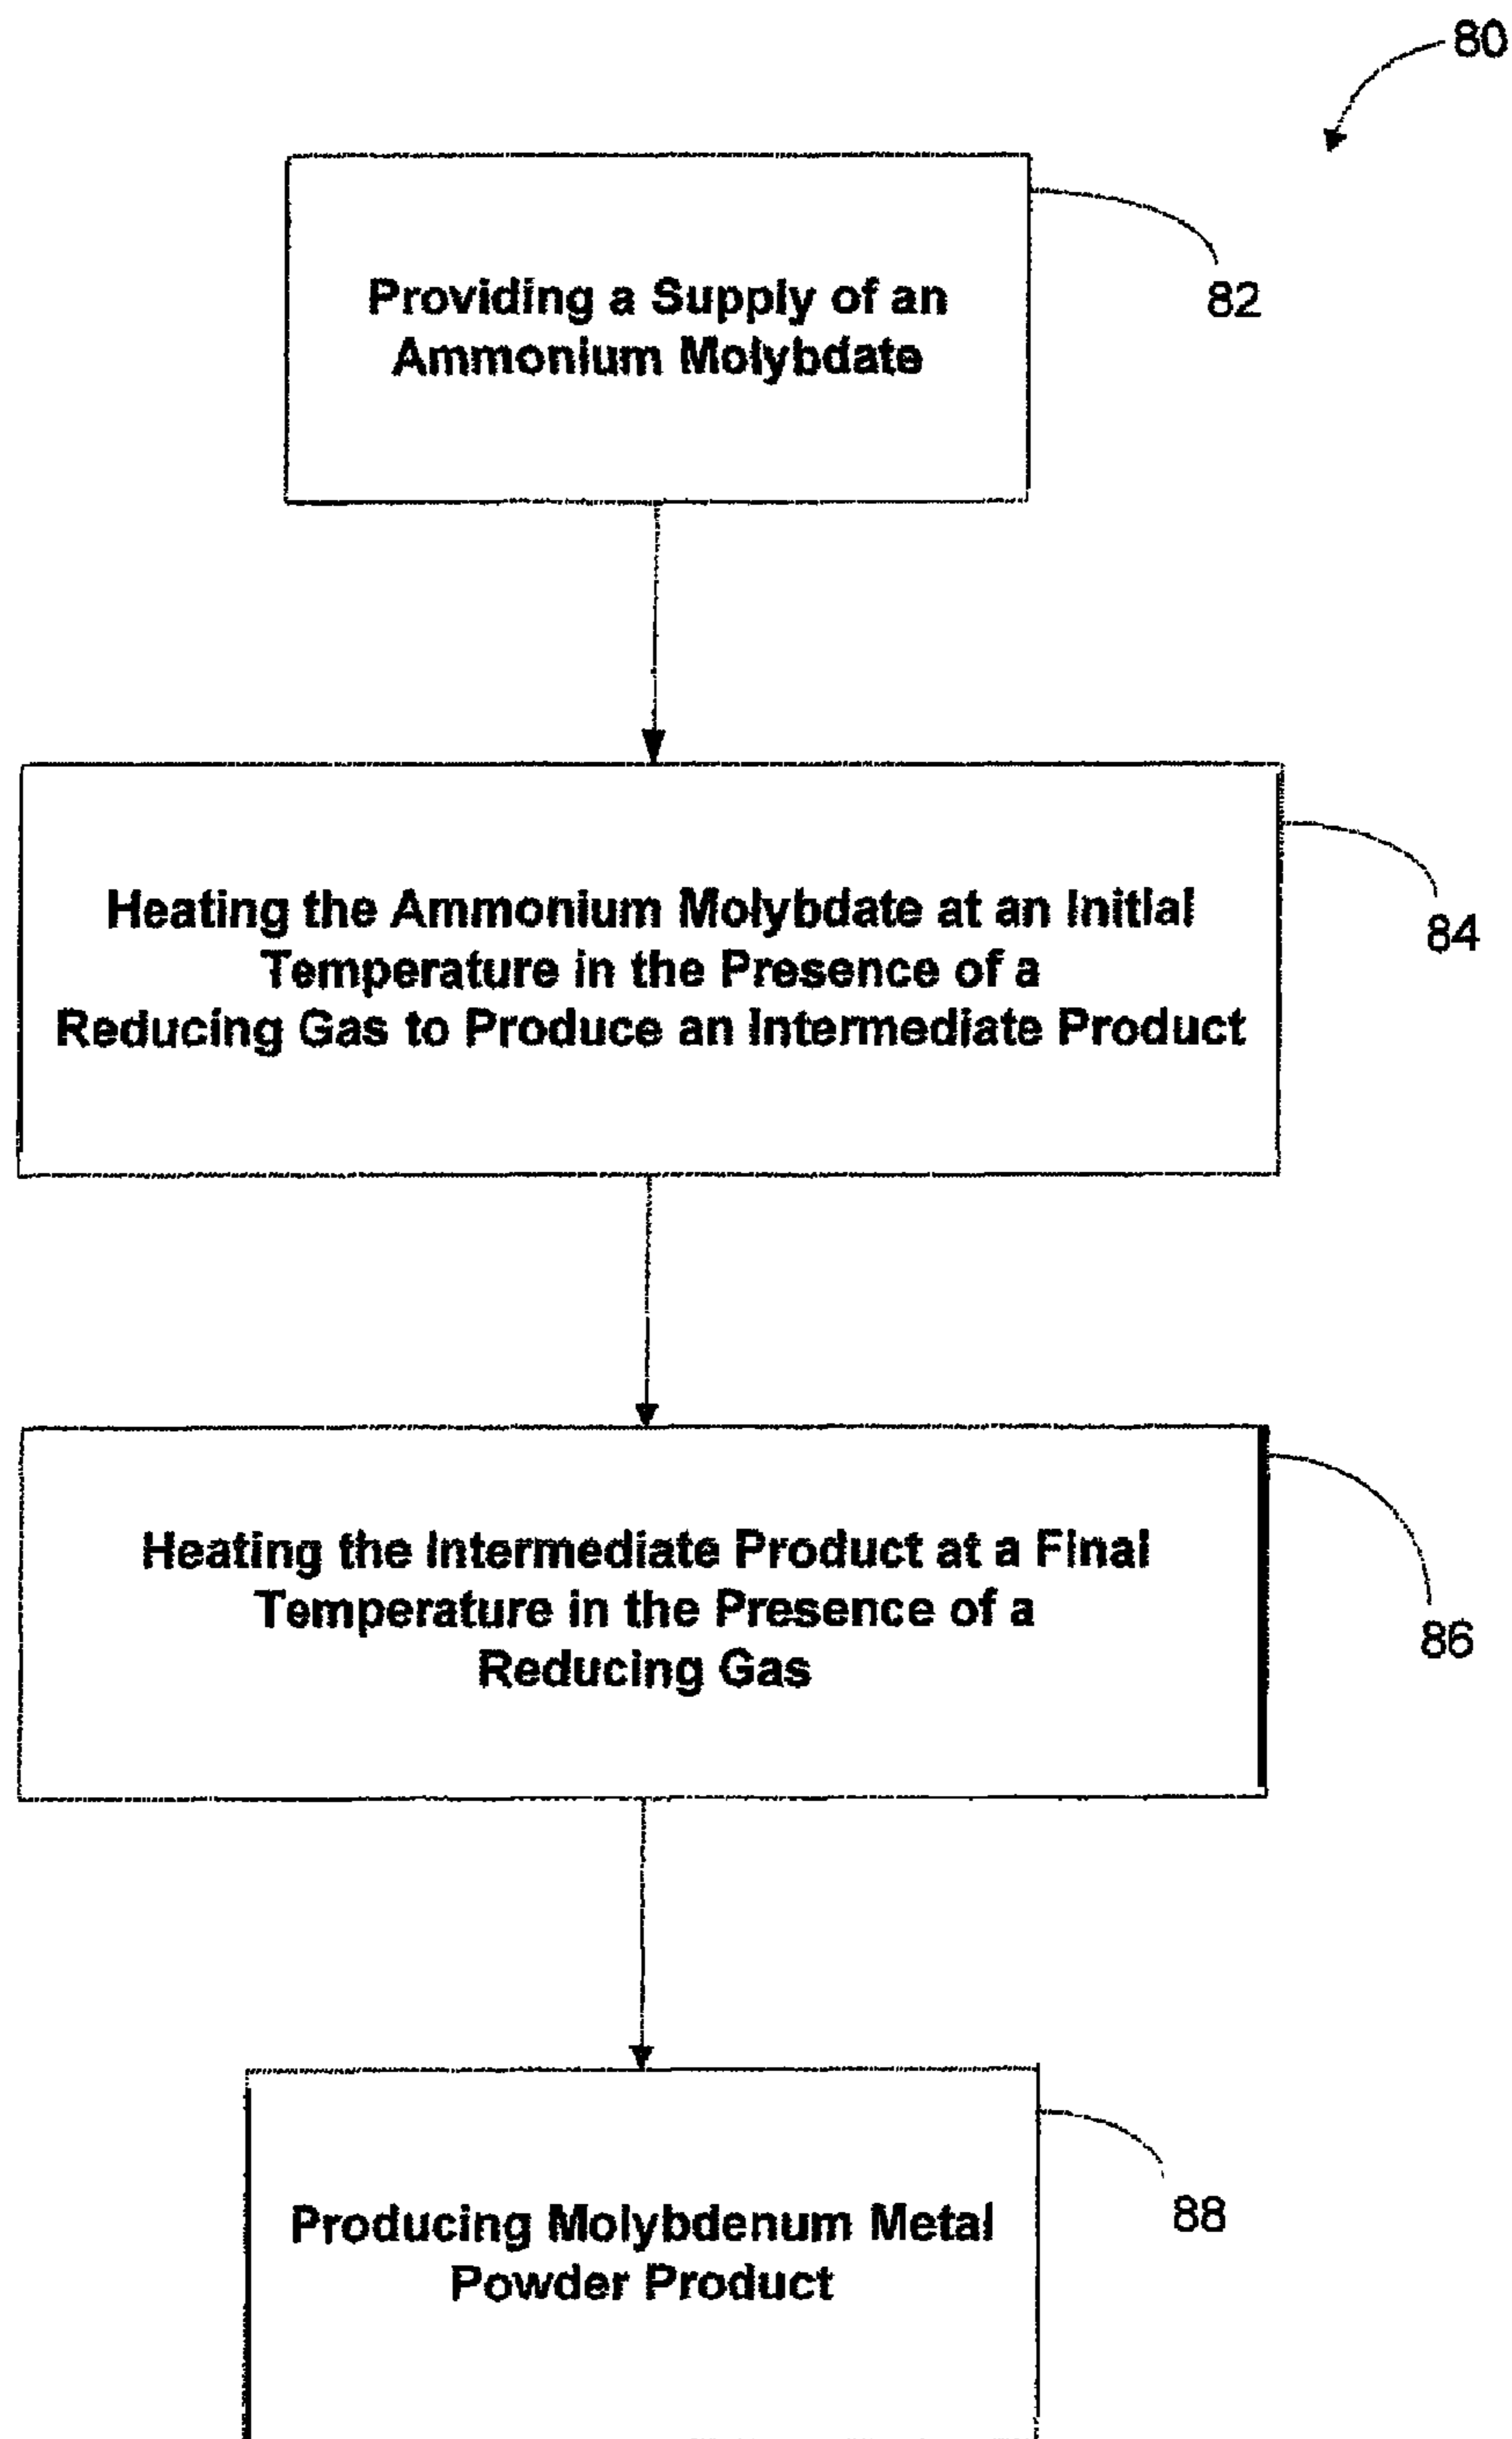 80
Providing a Supply of an
Ammonium Molybdate
82
Heating the Ammonium Molybdate at an Initial
Temperature in the Presence of a
Reducing Gas to Produce an Intermediate Product
84
Heating the Intermediate Product at a Final
Temperature in the Presence of a
Reducing Gas
86
Producing Molybdenum Metal
Powder Product
88